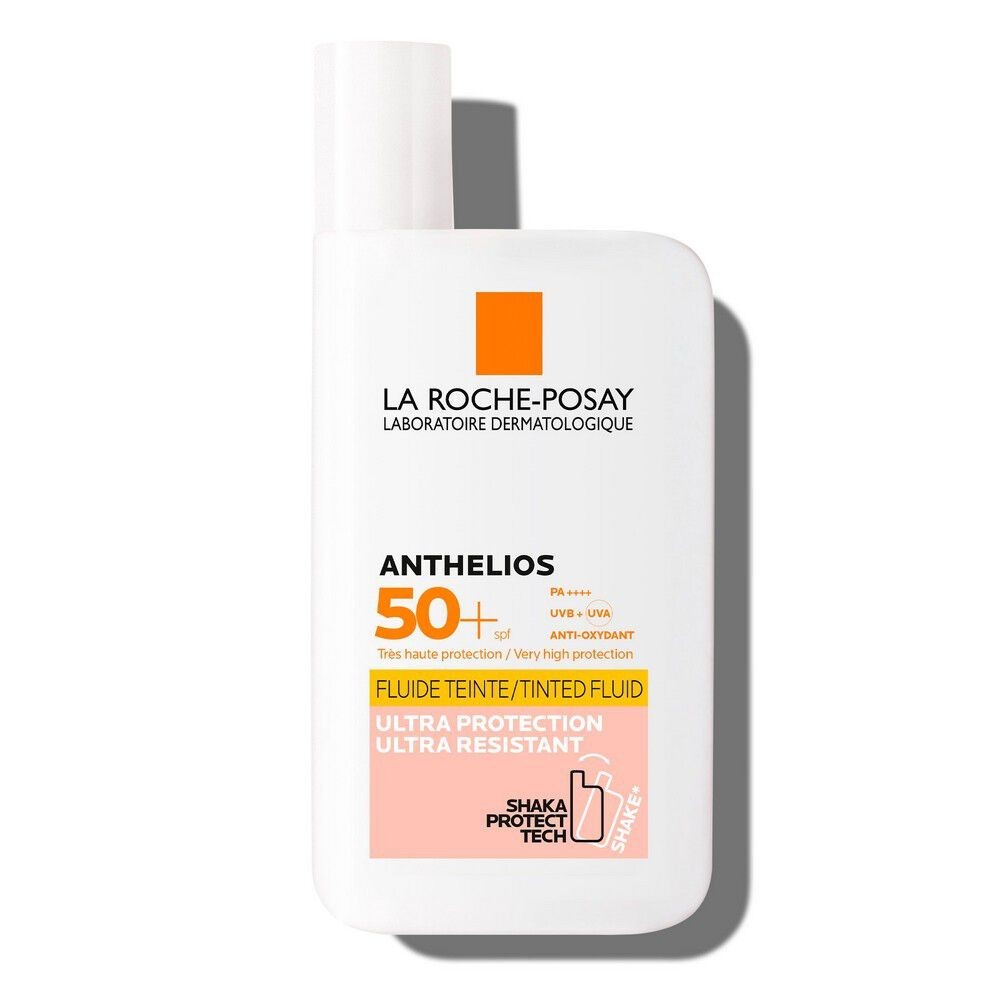 LA ROCHE-POSAY
LABORATOIRE DERMATOLOGIQUE
ANTHELIOS
50+ spf
PA ++++
UVB + UVA
ANTI-OXYDANT
Très haute protection / Very high protection
FLUIDE TEINTE/TINTED FLUID
ULTRA PROTECTION
ULTRA RESISTANT
SHAKA
PROTECT
TECH
SHAKE*